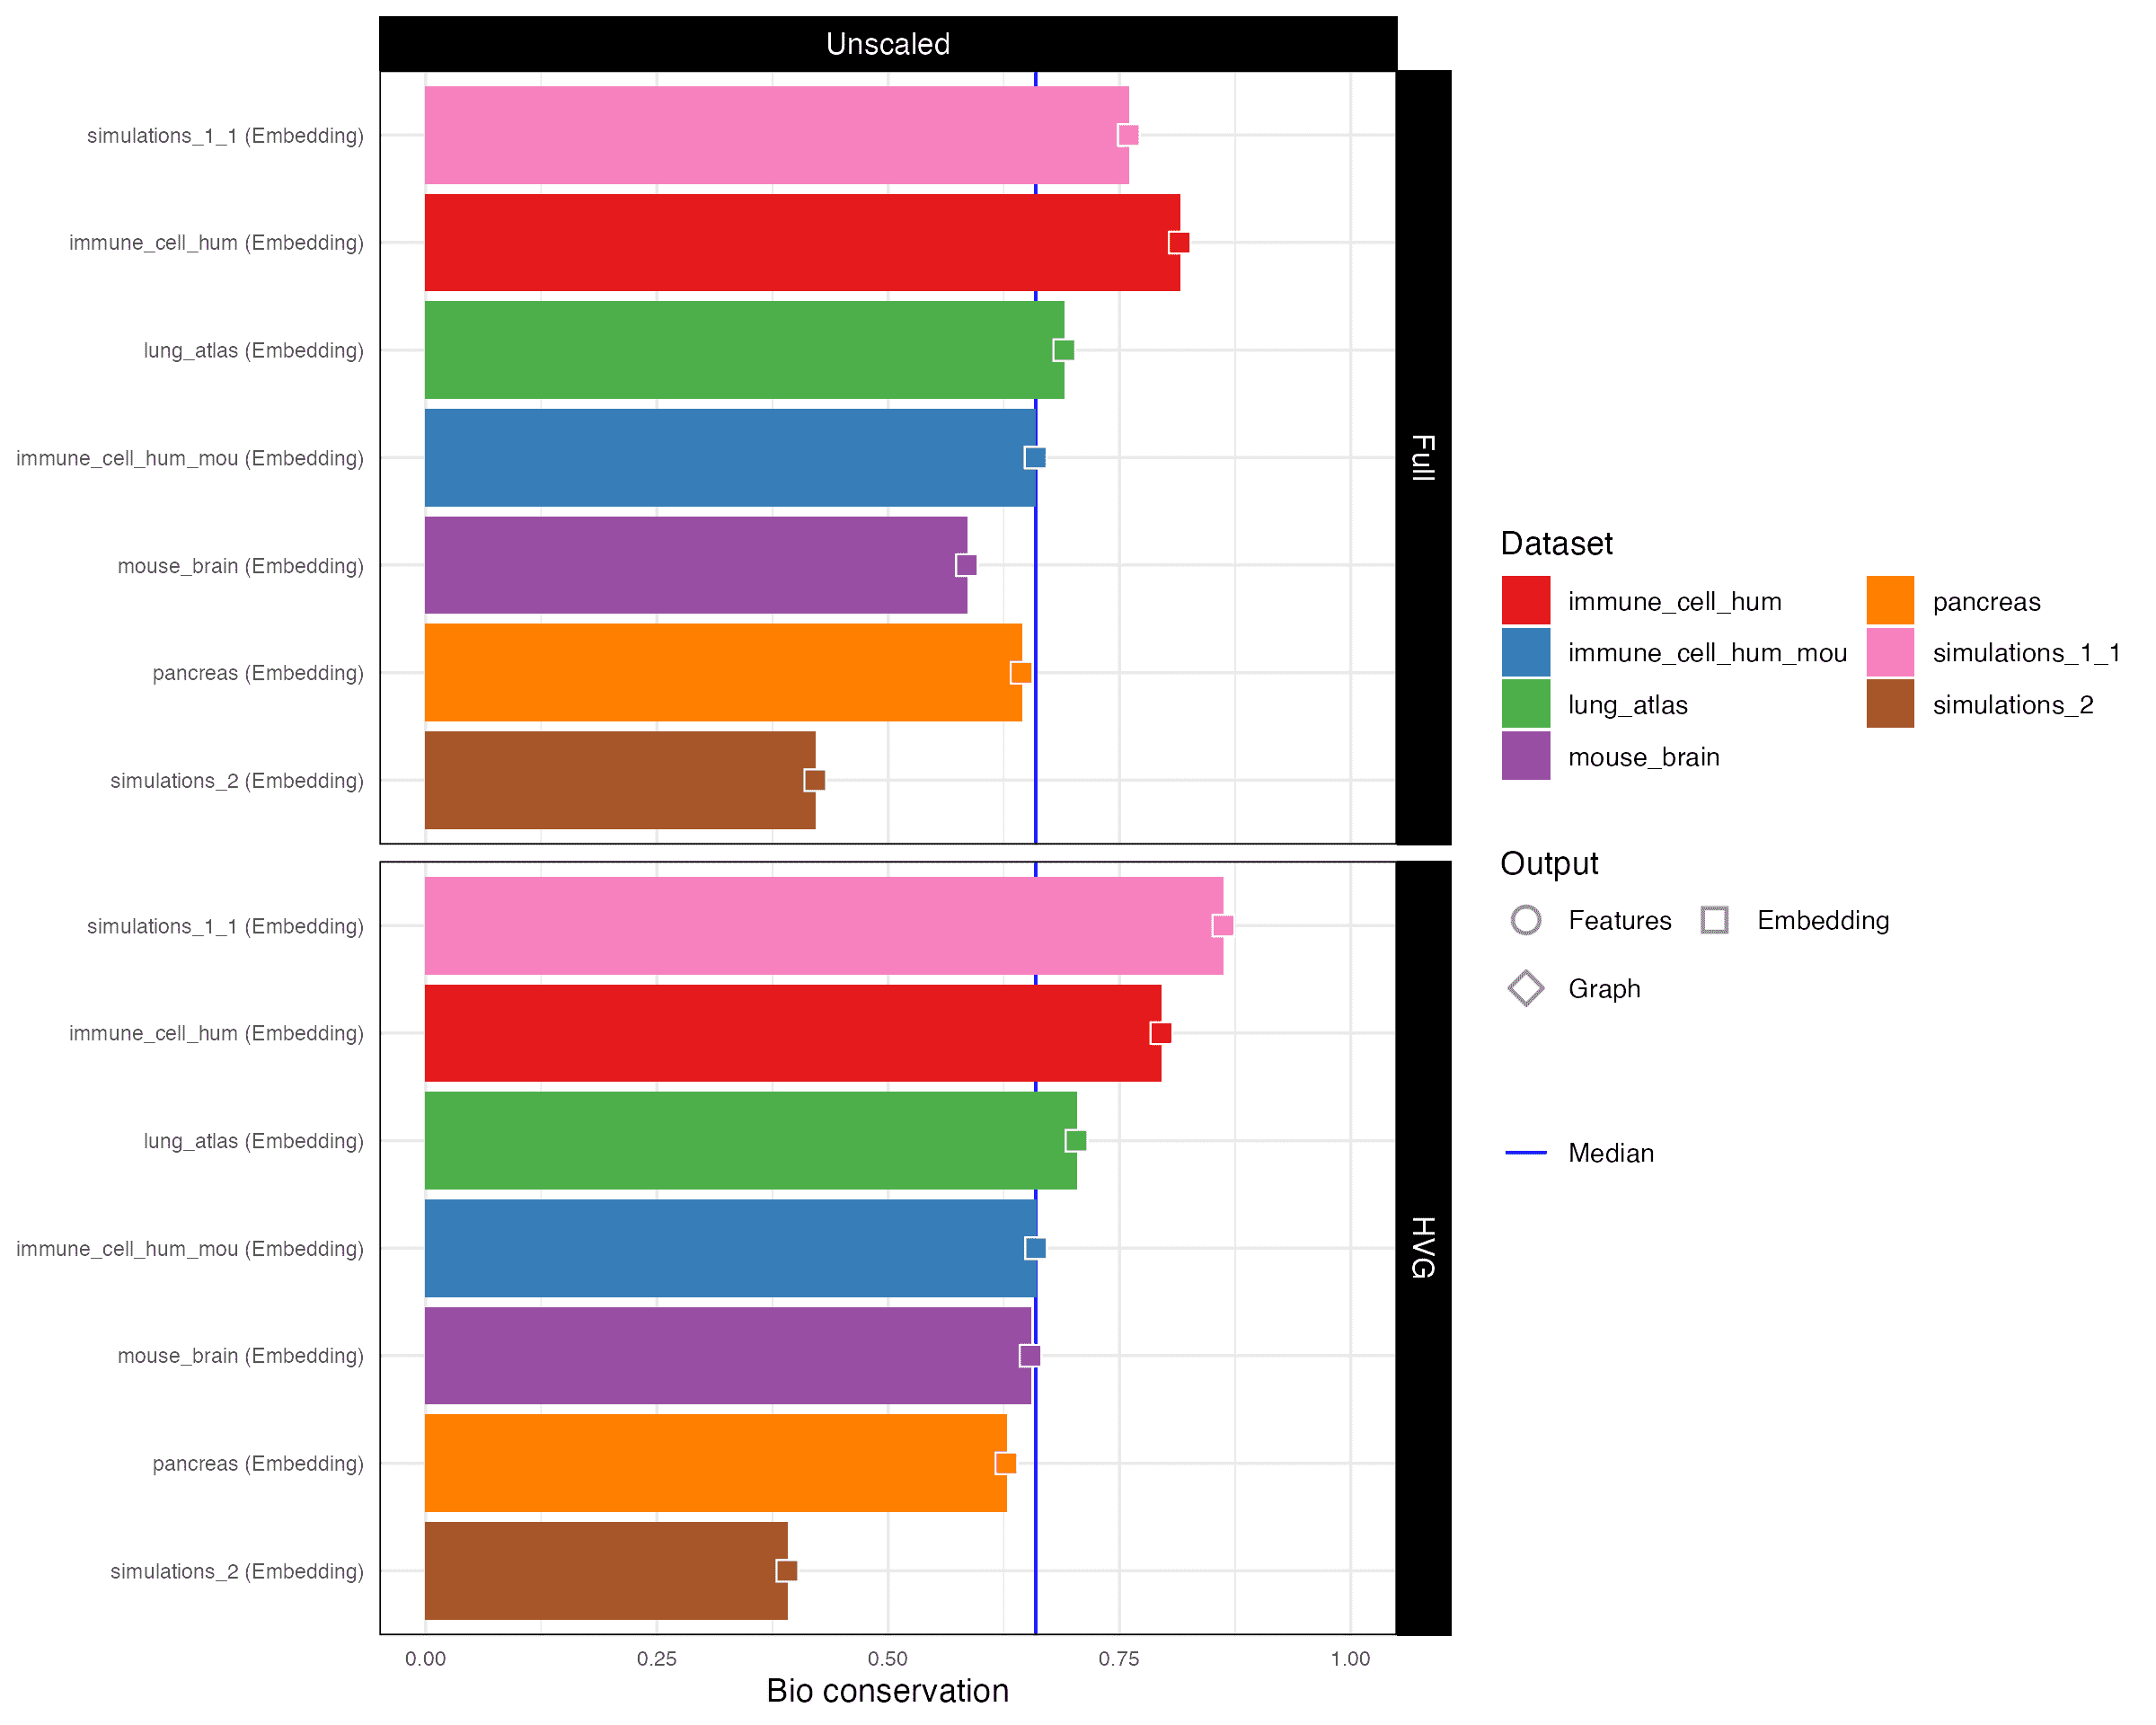 Unscaled
simulations_1_1 (Embedding)
immune_cell_hum (Embedding)
lung_atlas (Embedding)
immune_cell_hum_mou (Embedding)
mouse_brain (Embedding)
pancreas (Embedding)
simulations_2 (Embedding)
Full
simulations_1_1 (Embedding)
immune_cell_hum (Embedding)
lung_atlas (Embedding)
immune_cell_hum_mou (Embedding)
mouse_brain (Embedding)
pancreas (Embedding)
simulations_2 (Embedding)
HVG
0.00 0.25 0.50 0.75 1.00
Bio conservation
Dataset
immune_cell_hum
immune_cell_hum_mou
lung_atlas
mouse_brain
pancreas
simulations_1_1
simulations_2
Output
Features Embedding
Graph
Median